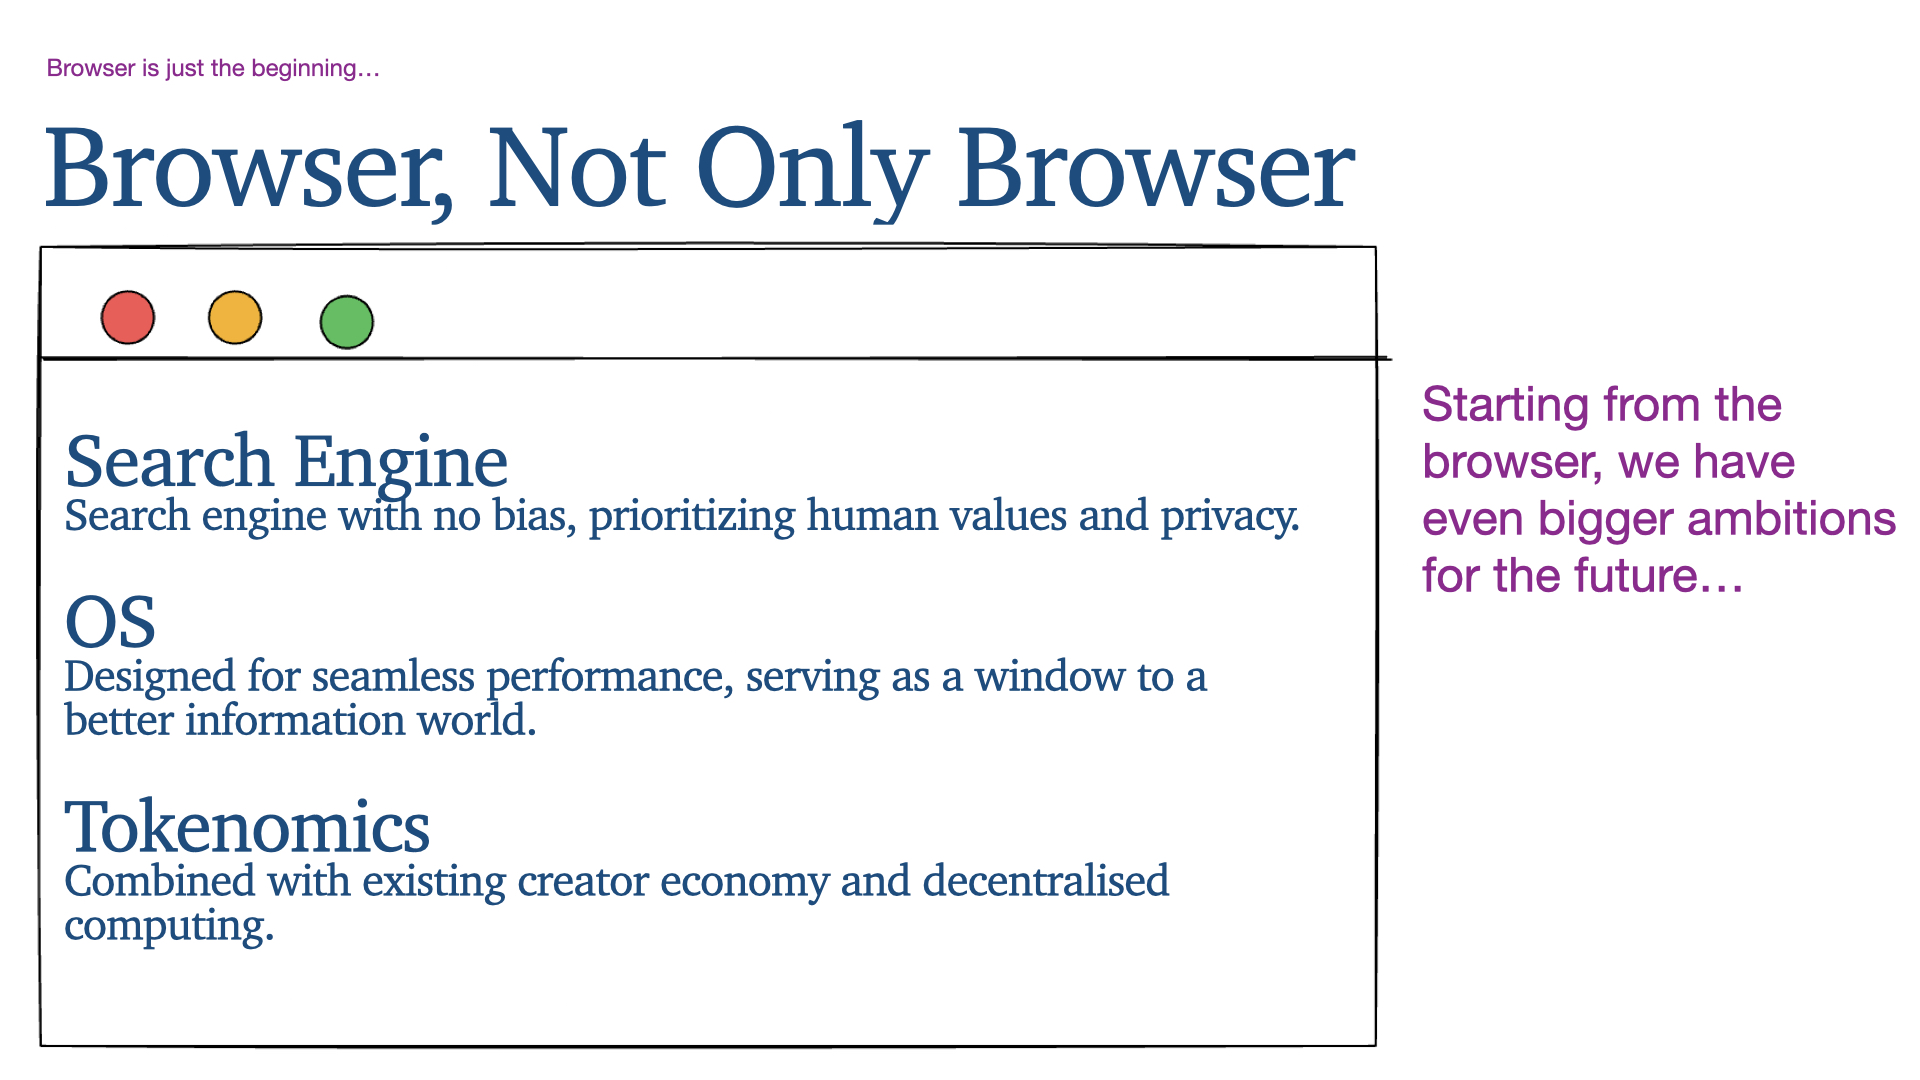 Browser is just the beginning…
Browser, Not Only Browser
Search Engine
Search engine with no bias, prioritizing human values and privacy.
OS
Designed for seamless performance, serving as a window to a
better information world.
Tokenomics
Combined with existing creator economy and decentralised
computing.
Starting from the
browser, we have
even bigger ambitions
for the future…